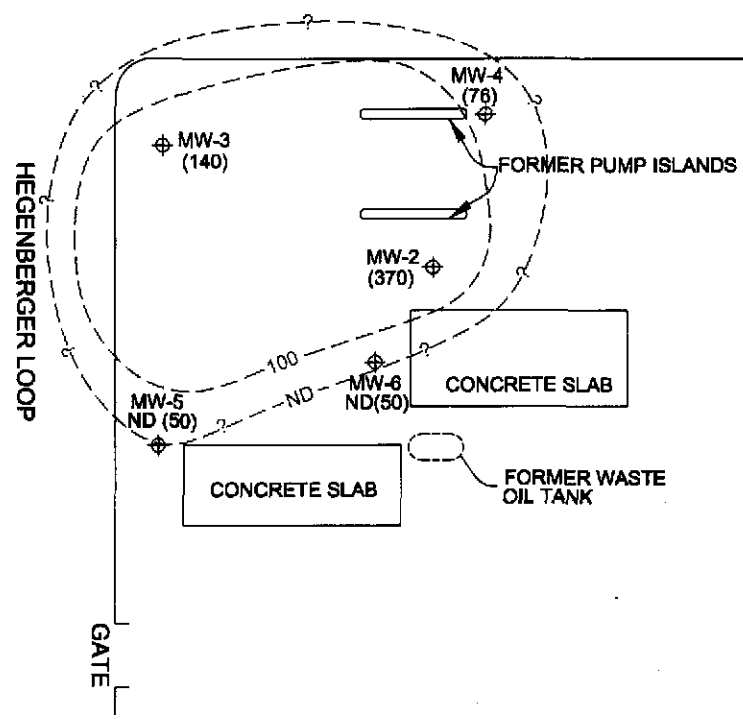 ?
?
MW-4
(76)
?
MW-3
(140)
FORMER PUMP ISLANDS
HEGENBERGER LOOP
?
MW-2
(370)
?
?
100
?
MW-6
ND(50)
ND
CONCRETE SLAB
MW-5
ND (50)
?
CONCRETE SLAB
FORMER WASTE
OIL TANK
GATE